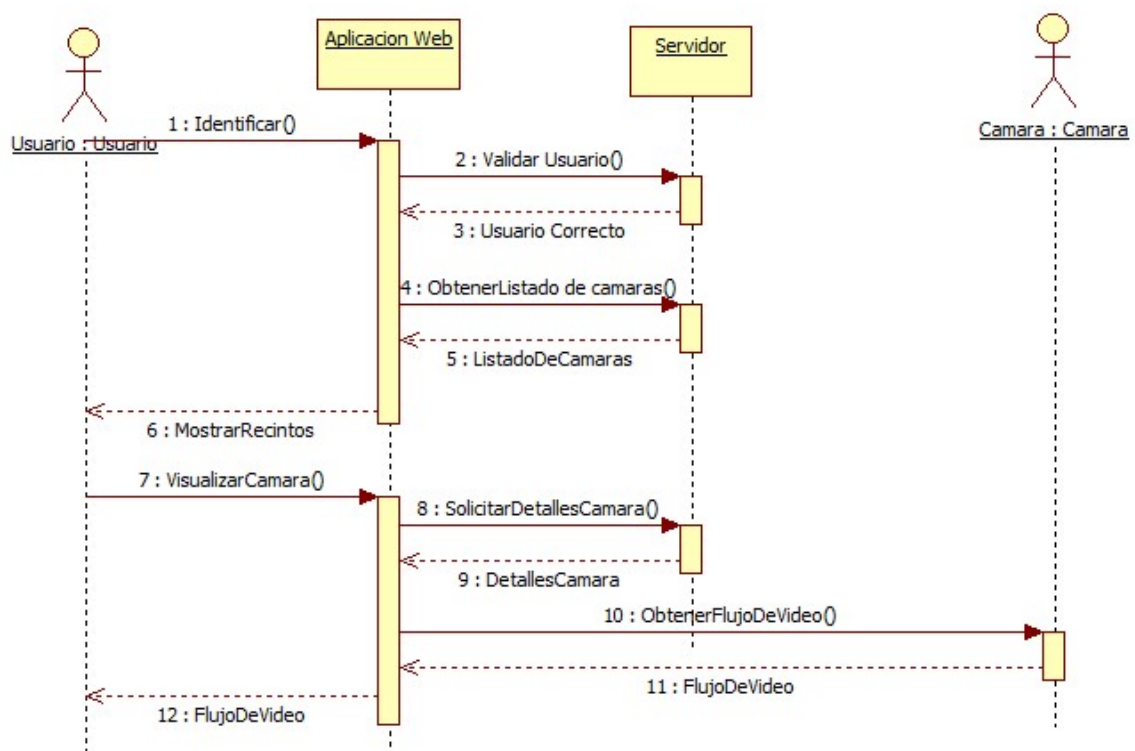 Aplicacion Web
Servidor
Usuario : Usuario
Camara : Camara
1 : Identificar()
2 : Validar Usuario()
3 : Usuario Correcto
4 : ObtenerListado de camaras()
5 : ListadoDeCamaras
6 : MostrarRecintos
7 : VisualizarCamara()
8 : SolicitarDetallesCamara()
9 : DetallesCamara
10 : ObtenerFlujoDeVideo()
11 : FlujoDeVideo
12 : FlujoDeVideo